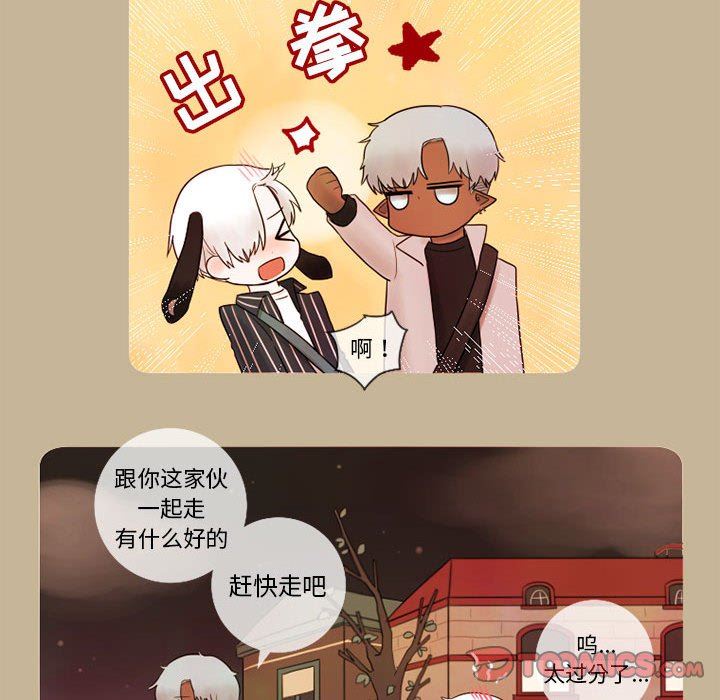 出拳
啊！
跟你这家伙
一起走
有什么好的
赶快走吧
呜...
太过分了...
TOOMICS.COM